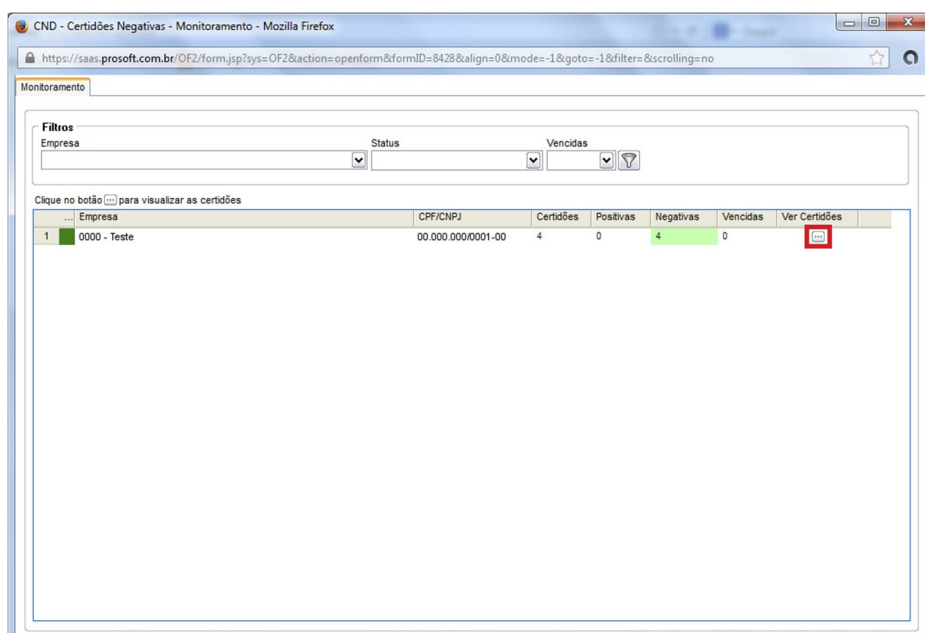 CND - Certidões Negativas - Monitoramento - Mozilla Firefox
https://saas.prosoft.com.br/OF2/form.jsp?sys=OF2&action=openform&formID=8428&align=0&mode=-1&goto=-1&filter=&scrolling=no
Monitoramento
Filtros
Empresa Status Vencidas
Clique no botão ... para visualizar as certidões
... Empresa CPF/CNPJ Certidões Positivas Negativas Vencidas Ver Certidões
1 0000 - Teste 00.000.000/0001-00 4 0 4 0 ...